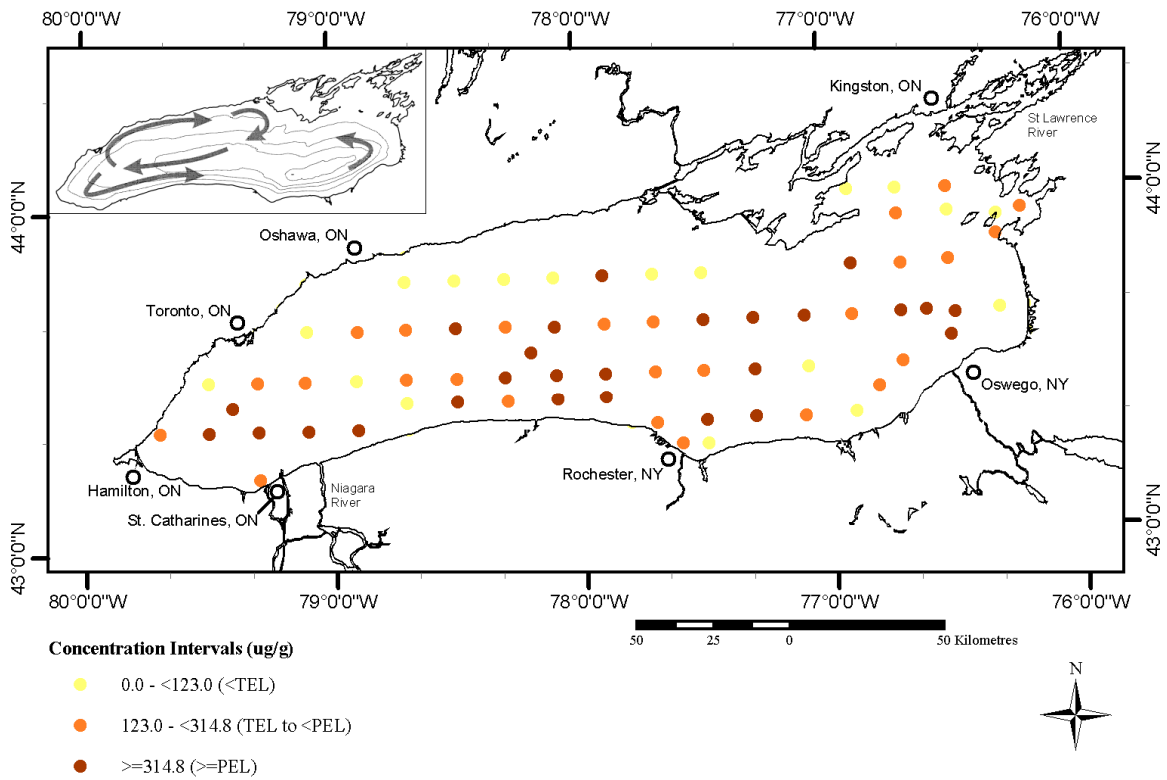 80°0'0"W
79°0'0"W
78°0'0"W
77°0'0"W
76°0'0"W
Kingston, ON
St Lawrence
River
44°0'0"N
44°0'0"N
Oshawa, ON
Toronto, ON
Oswego, NY
Rochester, NY
Hamilton, ON
Niagara
River
St. Catharines, ON
43°0'0"N
43°0'0"N
80°0'0"W
79°0'0"W
78°0'0"W
77°0'0"W
76°0'0"W
50 25 0 50 Kilometres
Concentration Intervals (ug/g)
0.0 - <123.0 (<TEL)
123.0 - <314.8 (TEL to <PEL)
>=314.8 (>=PEL)
N